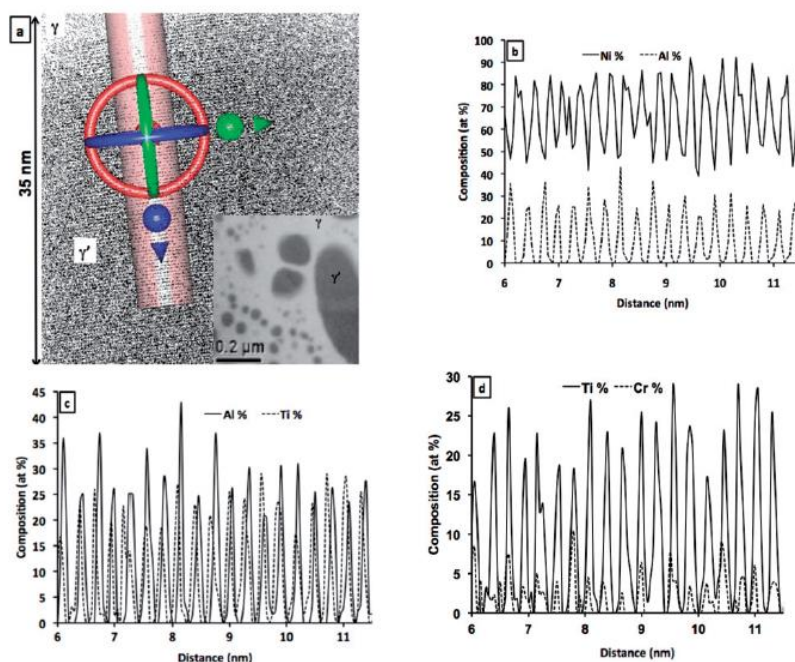 a
γ
35 nm
γ'
γ
γ'
0.2 µm
b
Ni % Al %
Composition (at %)
100
90
80
70
60
50
40
30
20
10
0
6 7 8 9 10 11
Distance (nm)
c
Al % Ti %
Composition (at %)
45
40
35
30
25
20
15
10
5
0
6 7 8 9 10 11
Distance (nm)
d
Ti % Cr %
Composition (at %)
30
25
20
15
10
5
0
6 7 8 9 10 11
Distance (nm)